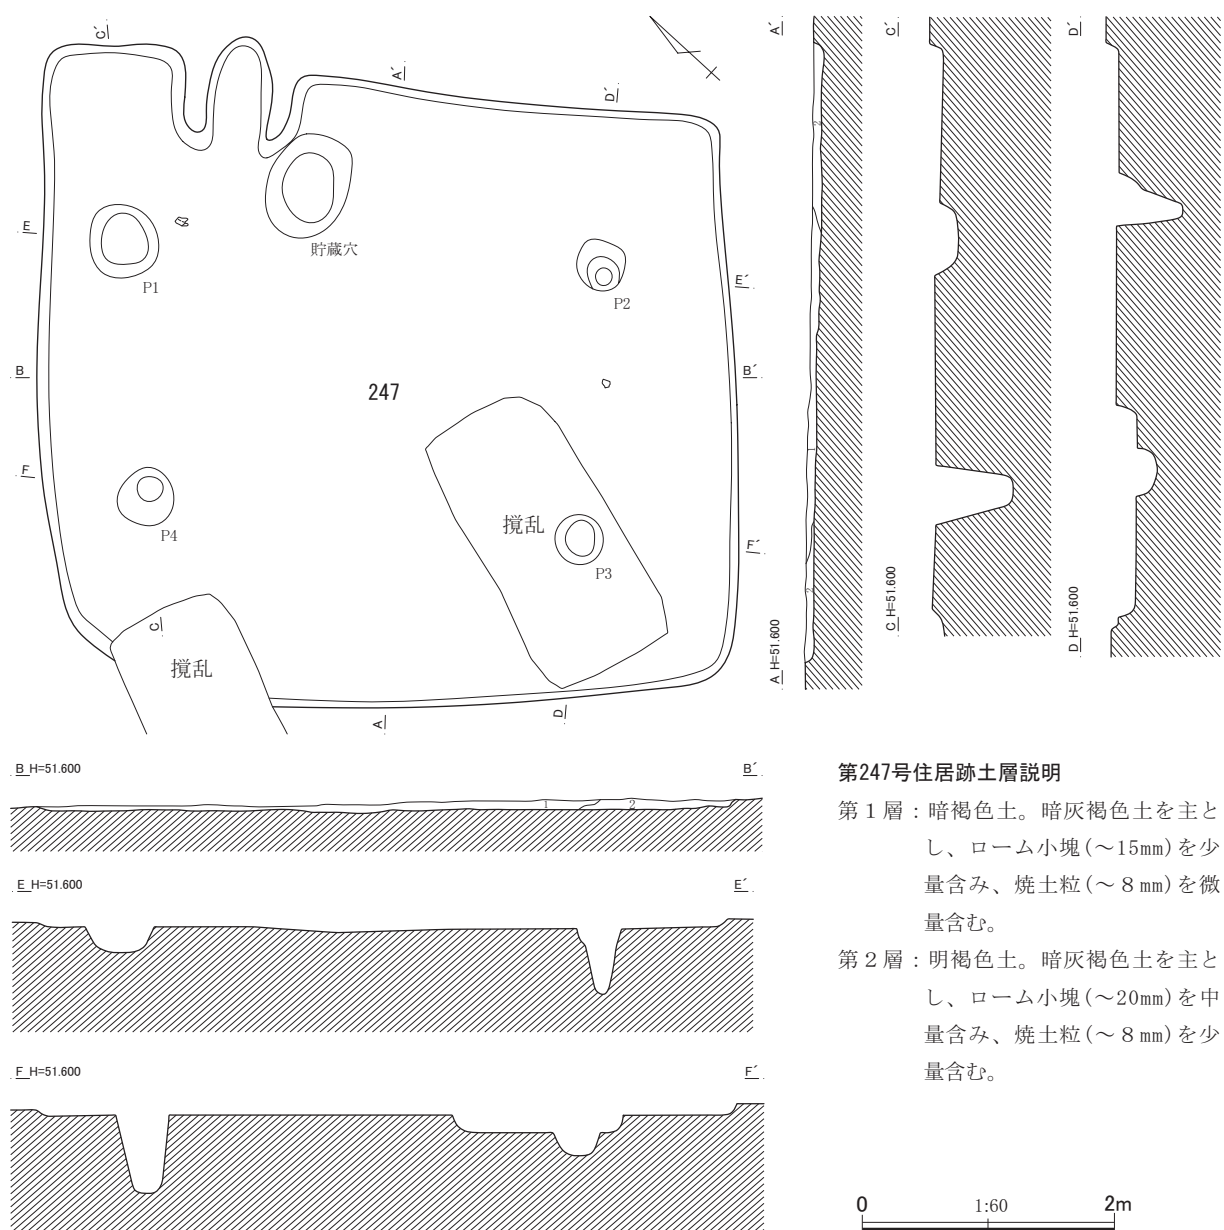 C´
A´
D´
E
貯蔵穴
P1
P2
E´
B
247
B´
F
撹乱
P4
P3
F´
C
撹乱
A
D
A´
C´
D´
2
2
A H=51.600
C H=51.600
D H=51.600
B H=51.600
B´
1
2
E H=51.600
E´
F H=51.600
F´
第247号住居跡土層説明
第１層：暗褐色土。暗灰褐色土を主と
し、ローム小塊(～15㎜)を少
量含み、焼土粒(～８㎜)を微
量含む。
第２層：明褐色土。暗灰褐色土を主と
し、ローム小塊(～20㎜)を中
量含み、焼土粒(～８㎜)を少
量含む。
0
1:60
2m